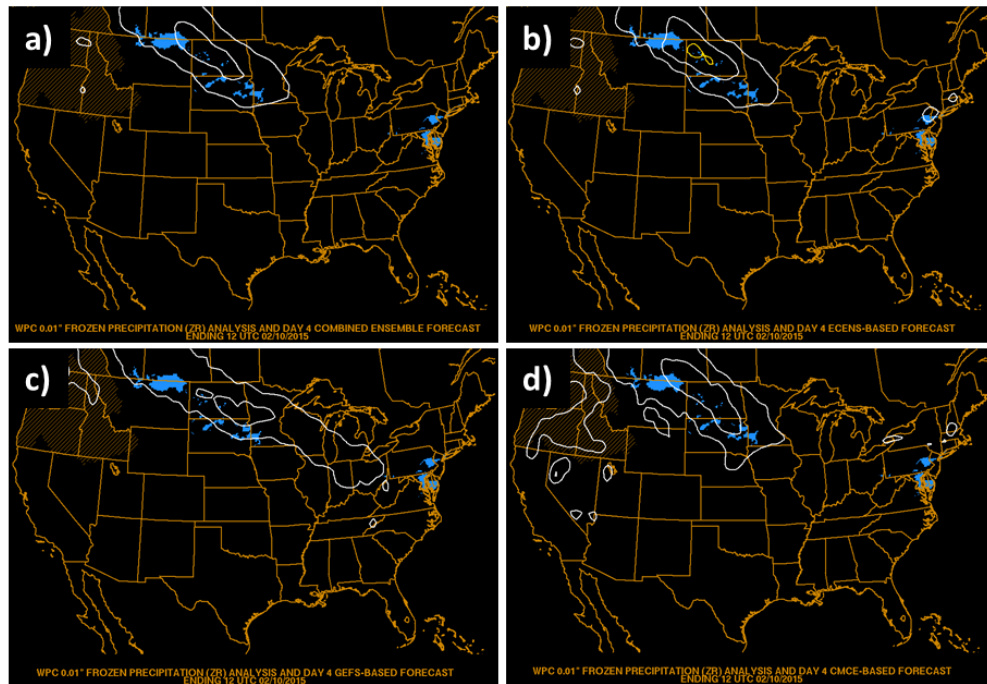 a)
WPC 0.01" FROZEN PRECIPITATION (ZR) ANALYSIS AND DAY 4 COMBINED ENSEMBLE FORECAST
ENDING 12 UTC 02/10/2015
b)
WPC 0.01" FROZEN PRECIPITATION (ZR) ANALYSIS AND DAY 4 ECENS-BASED FORECAST
ENDING 12 UTC 02/10/2015
c)
WPC 0.01" FROZEN PRECIPITATION (ZR) ANALYSIS AND DAY 4 GEFS-BASED FORECAST
ENDING 12 UTC 02/10/2015
d)
WPC 0.01" FROZEN PRECIPITATION (ZR) ANALYSIS AND DAY 4 CMCE-BASED FORECAST
ENDING 12 UTC 02/10/2015